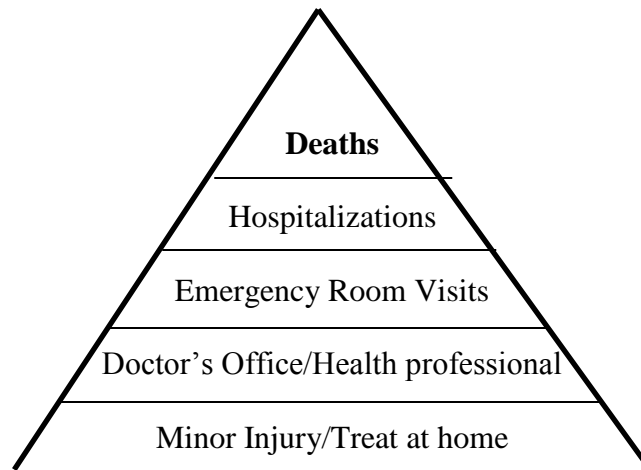 Deaths
Hospitalizations
Emergency Room Visits
Doctor’s Office/Health professional
Minor Injury/Treat at home